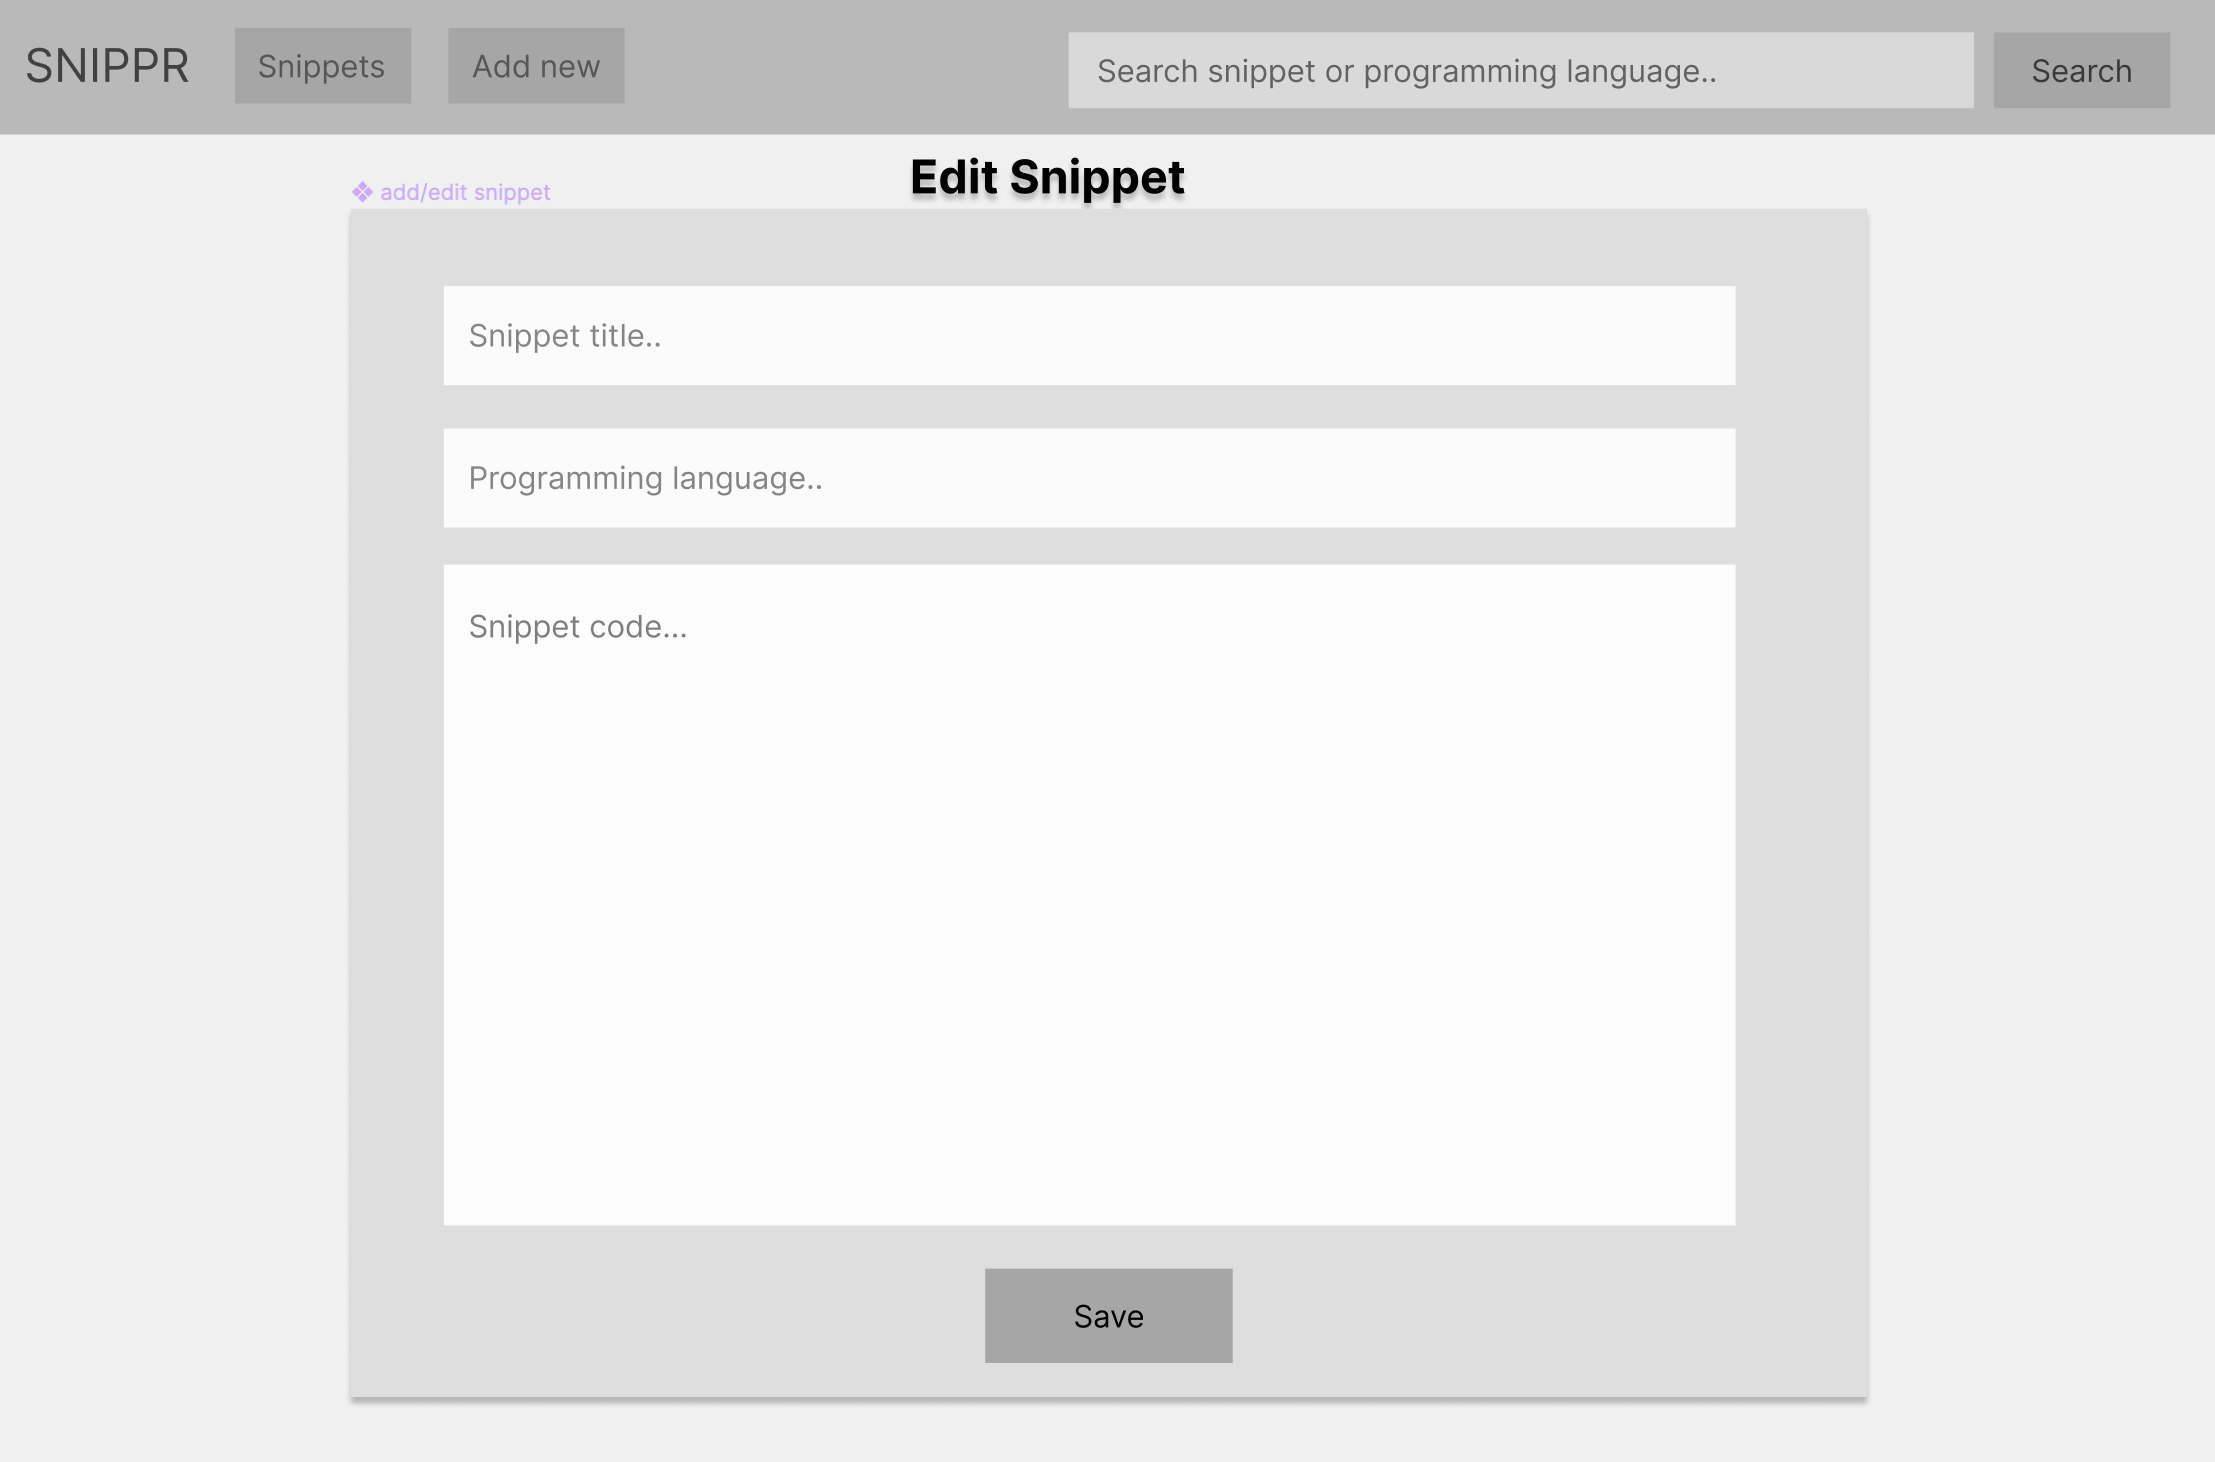 SNIPPR
Snippets
Add new
Search snippet or programming language..
Search
Edit Snippet
add/edit snippet
Snippet title..
Programming language..
Snippet code...
Save